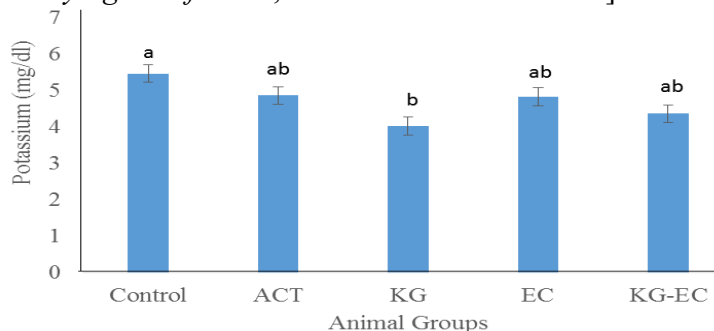 7
6
5
4
3
2
1
0
Potassium (mg/dl)
a
ab
b
ab
ab
Control ACT KG EC KG-EC
Animal Groups